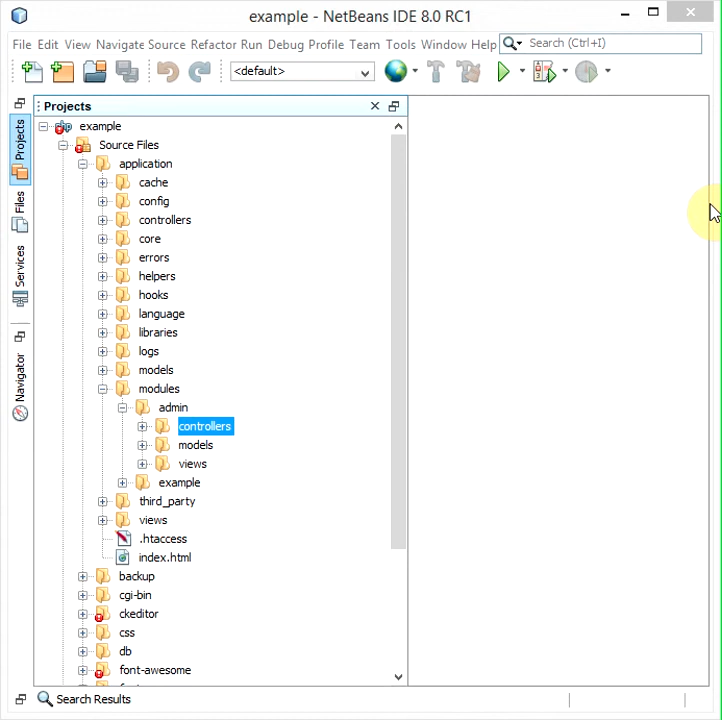 example - NetBeans IDE 8.0 RC1
File Edit View Navigate Source Refactor Run Debug Profile Team Tools Window Help
Search (Ctrl+I)
<default>
Projects
Files
Services
Navigator
Projects
example
Source Files
application
cache
config
controllers
core
errors
helpers
hooks
language
libraries
logs
models
modules
admin
controllers
models
views
example
third_party
views
.htaccess
index.html
backup
cgi-bin
ckeditor
css
db
font-awesome
Search Results